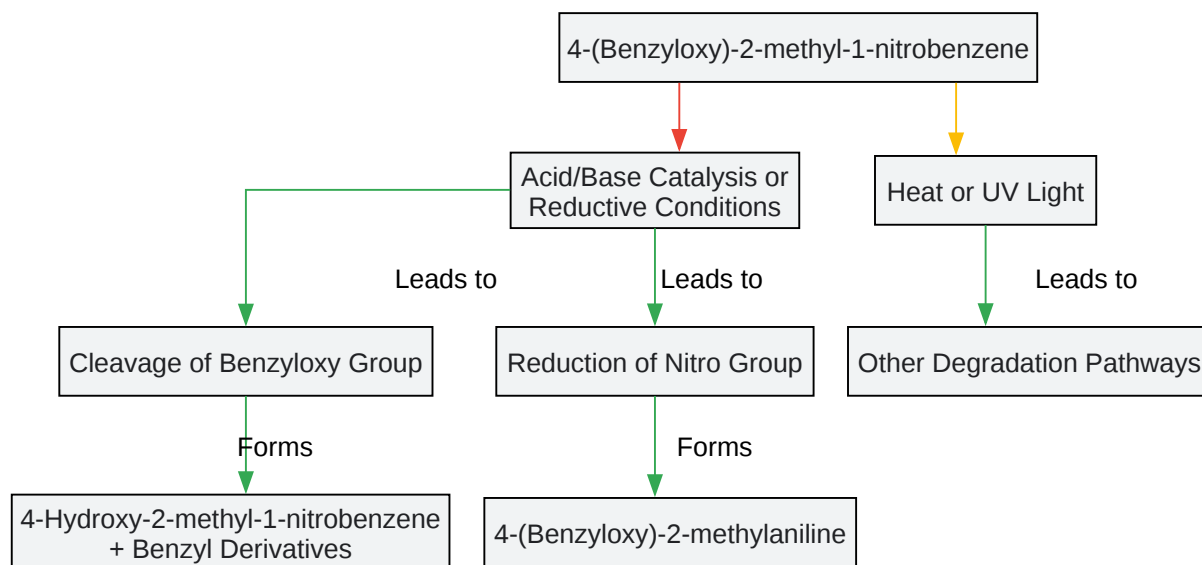 4-(Benzyloxy)-2-methyl-1-nitrobenzene
Acid/Base Catalysis or
Reductive Conditions
Heat or UV Light
Leads to
Leads to
Leads to
Cleavage of Benzyloxy Group
Reduction of Nitro Group
Other Degradation Pathways
Forms
Forms
4-Hydroxy-2-methyl-1-nitrobenzene
+ Benzyl Derivatives
4-(Benzyloxy)-2-methylaniline